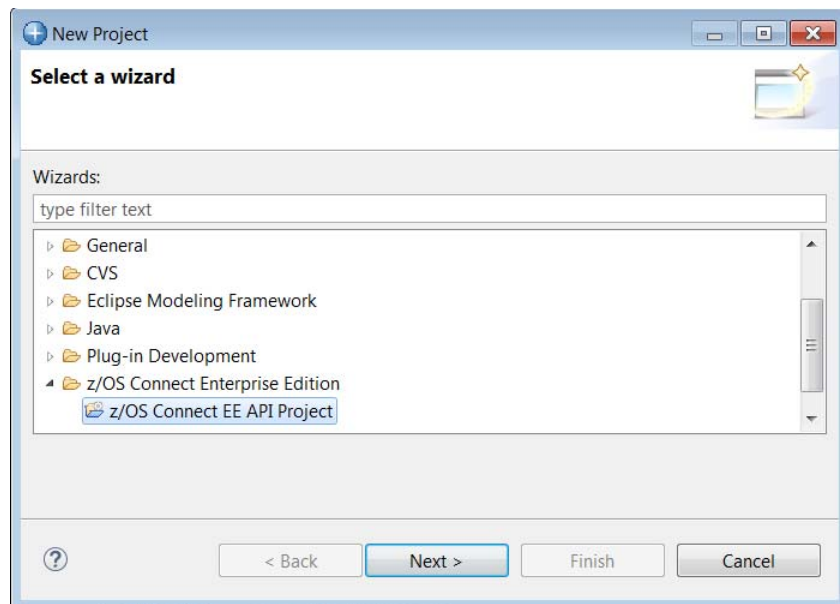 New Project
Select a wizard
Wizards:
type filter text
General
CVS
Eclipse Modeling Framework
Java
Plug-in Development
z/OS Connect Enterprise Edition
z/OS Connect EE API Project
? < Back Next > Finish Cancel